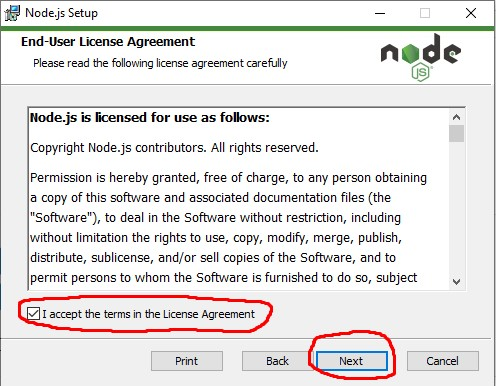 Node.js Setup
End-User License Agreement
Please read the following license agreement carefully
node
JS
Node.js is licensed for use as follows:
Copyright Node.js contributors. All rights reserved.
Permission is hereby granted, free of charge, to any person obtaining
a copy of this software and associated documentation files (the
"Software"), to deal in the Software without restriction, including
without limitation the rights to use, copy, modify, merge, publish,
distribute, sublicense, and/or sell copies of the Software, and to
permit persons to whom the Software is furnished to do so, subject
I accept the terms in the License Agreement
Print Back Next Cancel